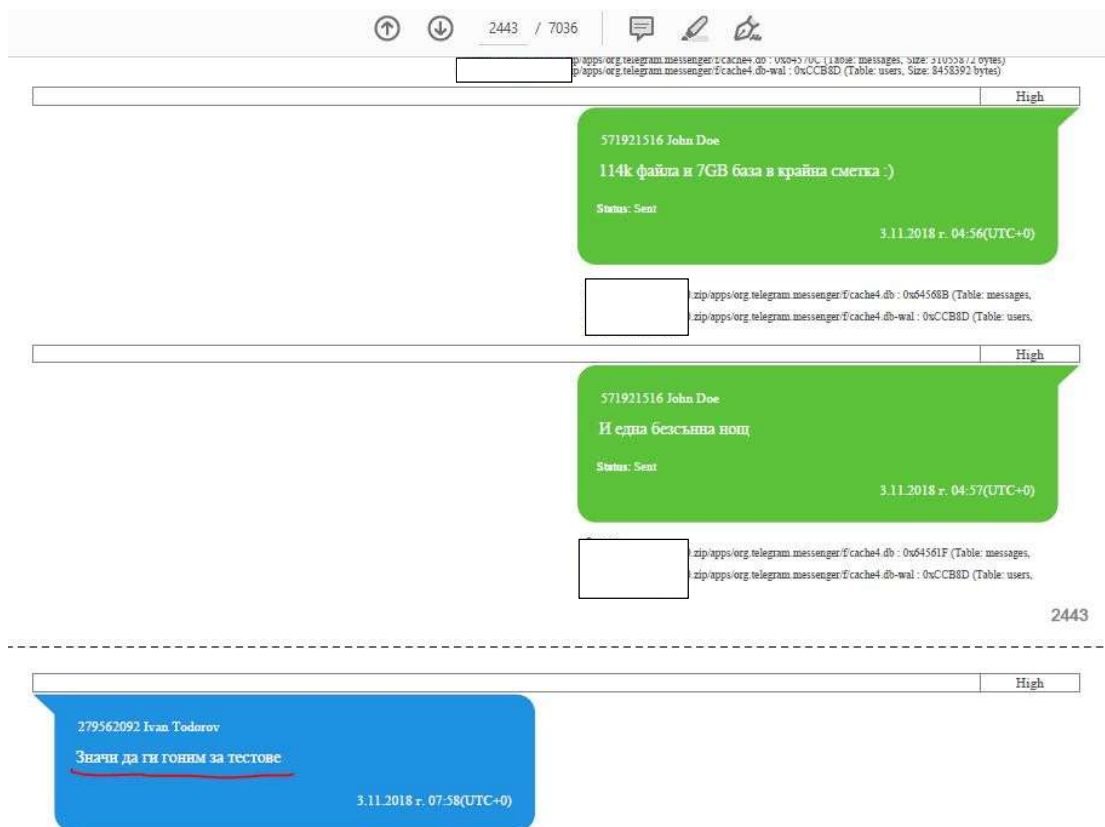 2443 / 7036
p/apps/org.telegram.messenger/f/cache4.db : 0x64570C (Table: messages, Size: 31055872 bytes)
p/apps/org.telegram.messenger/f/cache4.db-wal : 0xCCB8D (Table: users, Size: 8458392 bytes)
High
571921516 John Doe
114k файла и 7GB база в крайна сметка :)
Status: Sent
3.11.2018 г. 04:56(UTC+0)
.zip/apps/org.telegram.messenger/f/cache4.db : 0x64568B (Table: messages,
.zip/apps/org.telegram.messenger/f/cache4.db-wal : 0xCCB8D (Table: users,
High
571921516 John Doe
И една безсънна нощ
Status: Sent
3.11.2018 г. 04:57(UTC+0)
.zip/apps/org.telegram.messenger/f/cache4.db : 0x64561F (Table: messages,
.zip/apps/org.telegram.messenger/f/cache4.db-wal : 0xCCB8D (Table: users,
2443
High
279562092 Ivan Todorov
Значи да ги гоним за тестове
3.11.2018 г. 07:58(UTC+0)